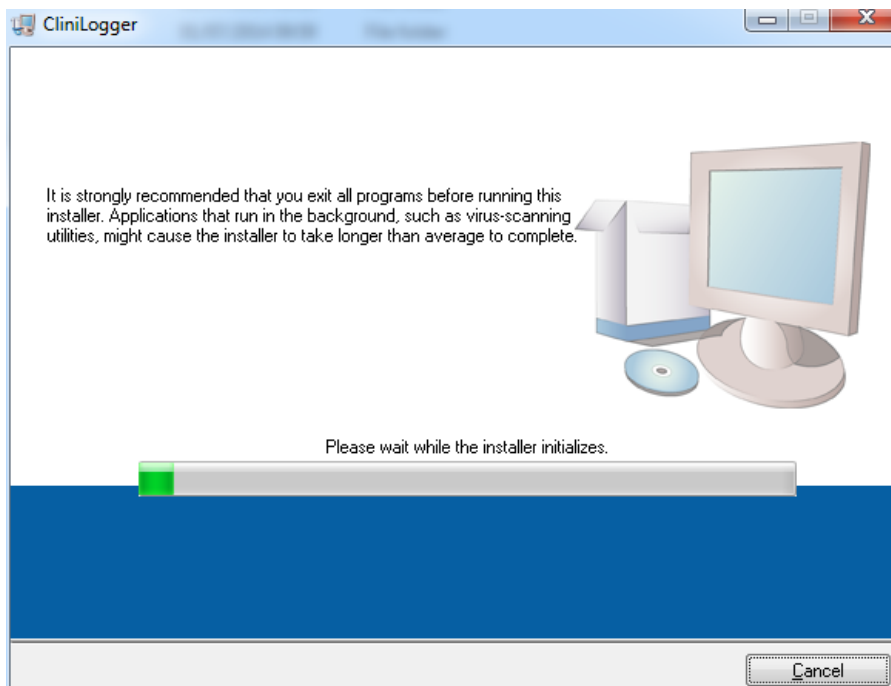 CliniLogger
It is strongly recommended that you exit all programs before running this
installer. Applications that run in the background, such as virus-scanning
utilities, might cause the installer to take longer than average to complete.
Please wait while the installer initializes.
Cancel